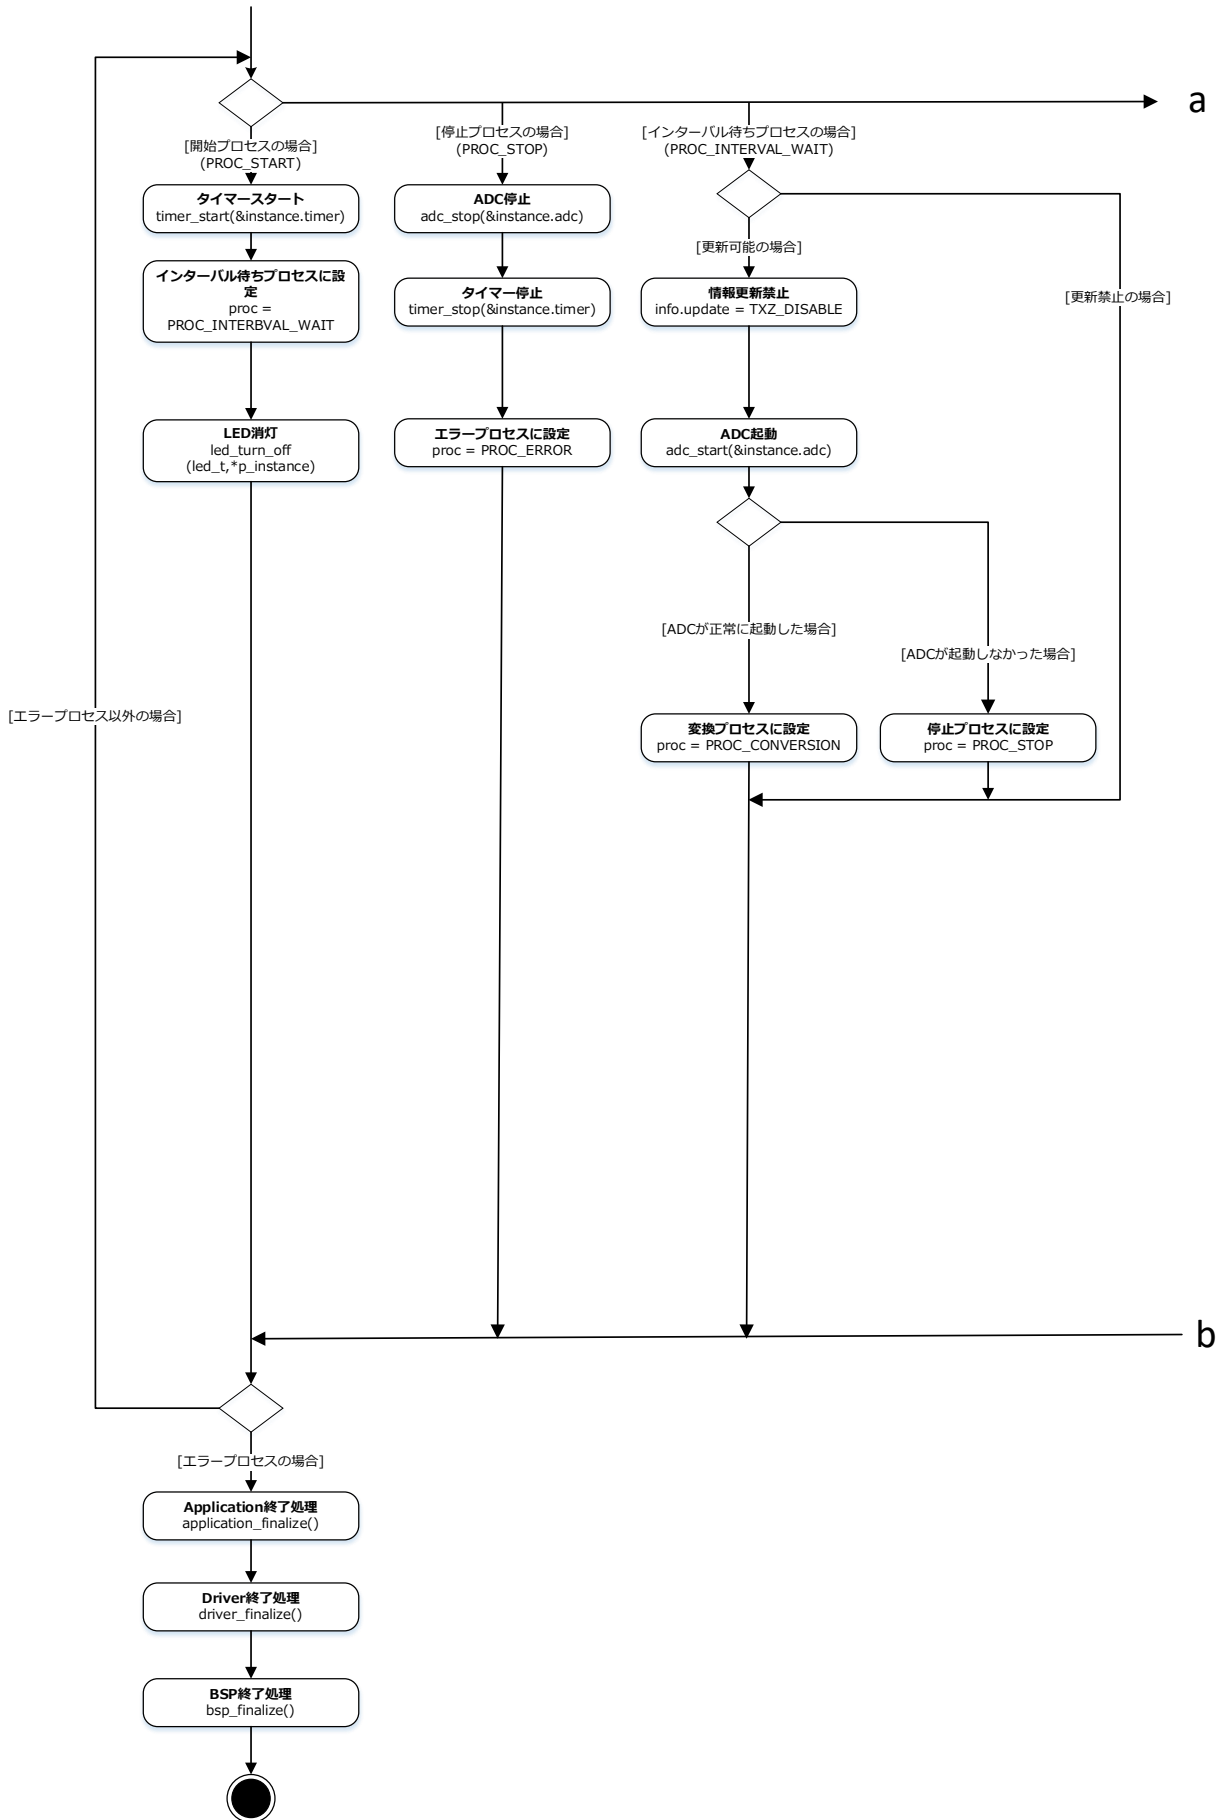 a
[開始プロセスの場合]
(PROC_START)
[停止プロセスの場合]
(PROC_STOP)
[インターバル待ちプロセスの場合]
(PROC_INTERVAL_WAIT)
タイマースタート
timer_start(&instance.timer)
ADC停止
adc_stop(&instance.adc)
[更新可能の場合]
インターバル待ちプロセスに設
定
proc =
PROC_INTERBVAL_WAIT
タイマー停止
timer_stop(&instance.timer)
情報更新禁止
info.update = TXZ_DISABLE
[更新禁止の場合]
LED消灯
led_turn_off
(led_t,*p_instance)
エラープロセスに設定
proc = PROC_ERROR
ADC起動
adc_start(&instance.adc)
[ADCが正常に起動した場合]
[ADCが起動しなかった場合]
[エラープロセス以外の場合]
変換プロセスに設定
proc = PROC_CONVERSION
停止プロセスに設定
proc = PROC_STOP
b
[エラープロセスの場合]
Application終了処理
application_finalize()
Driver終了処理
driver_finalize()
BSP終了処理
bsp_finalize()